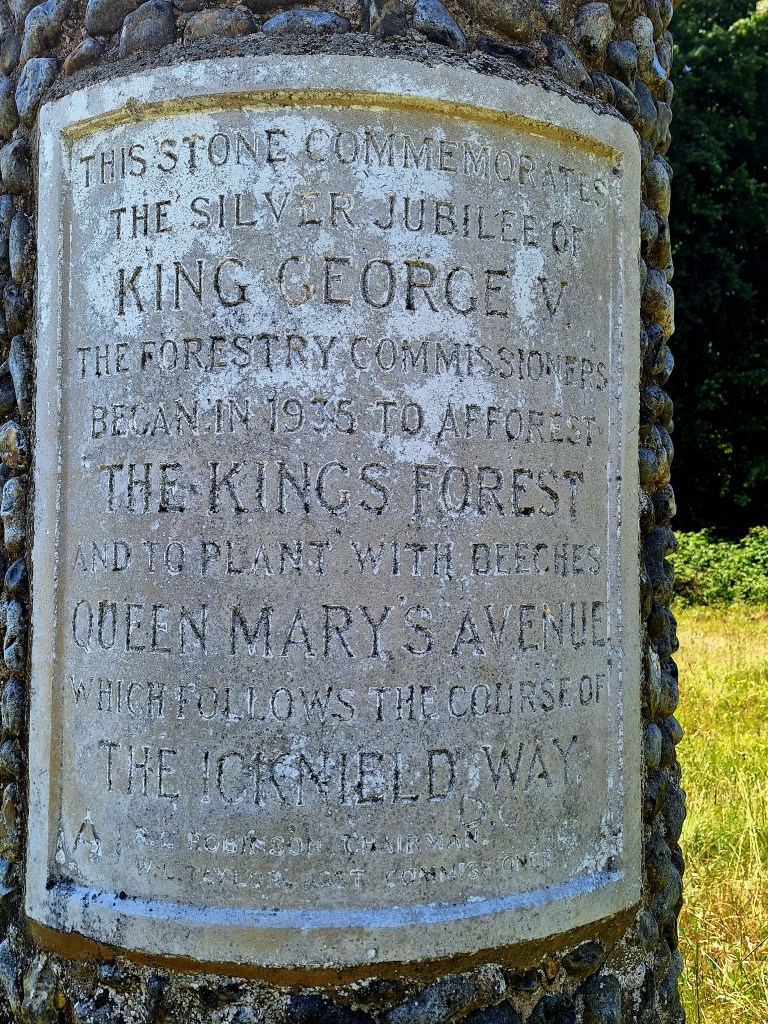 THIS STONE COMMEMORATES
THE SILVER JUBILEE OF
KING GEORGE V.
THE FORESTRY COMMISSIONERS
BEGAN IN 1935 TO AFFOREST
THE KINGS FOREST
AND TO PLANT WITH BEECHES
QUEEN MARY'S AVENUE
WHICH FOLLOWS THE COURSE OF
THE ICKNIELD WAY.
R.L. ROBINSON, CHAIRMAN.
W.L. TAYLOR, ASST COMMISSIONER